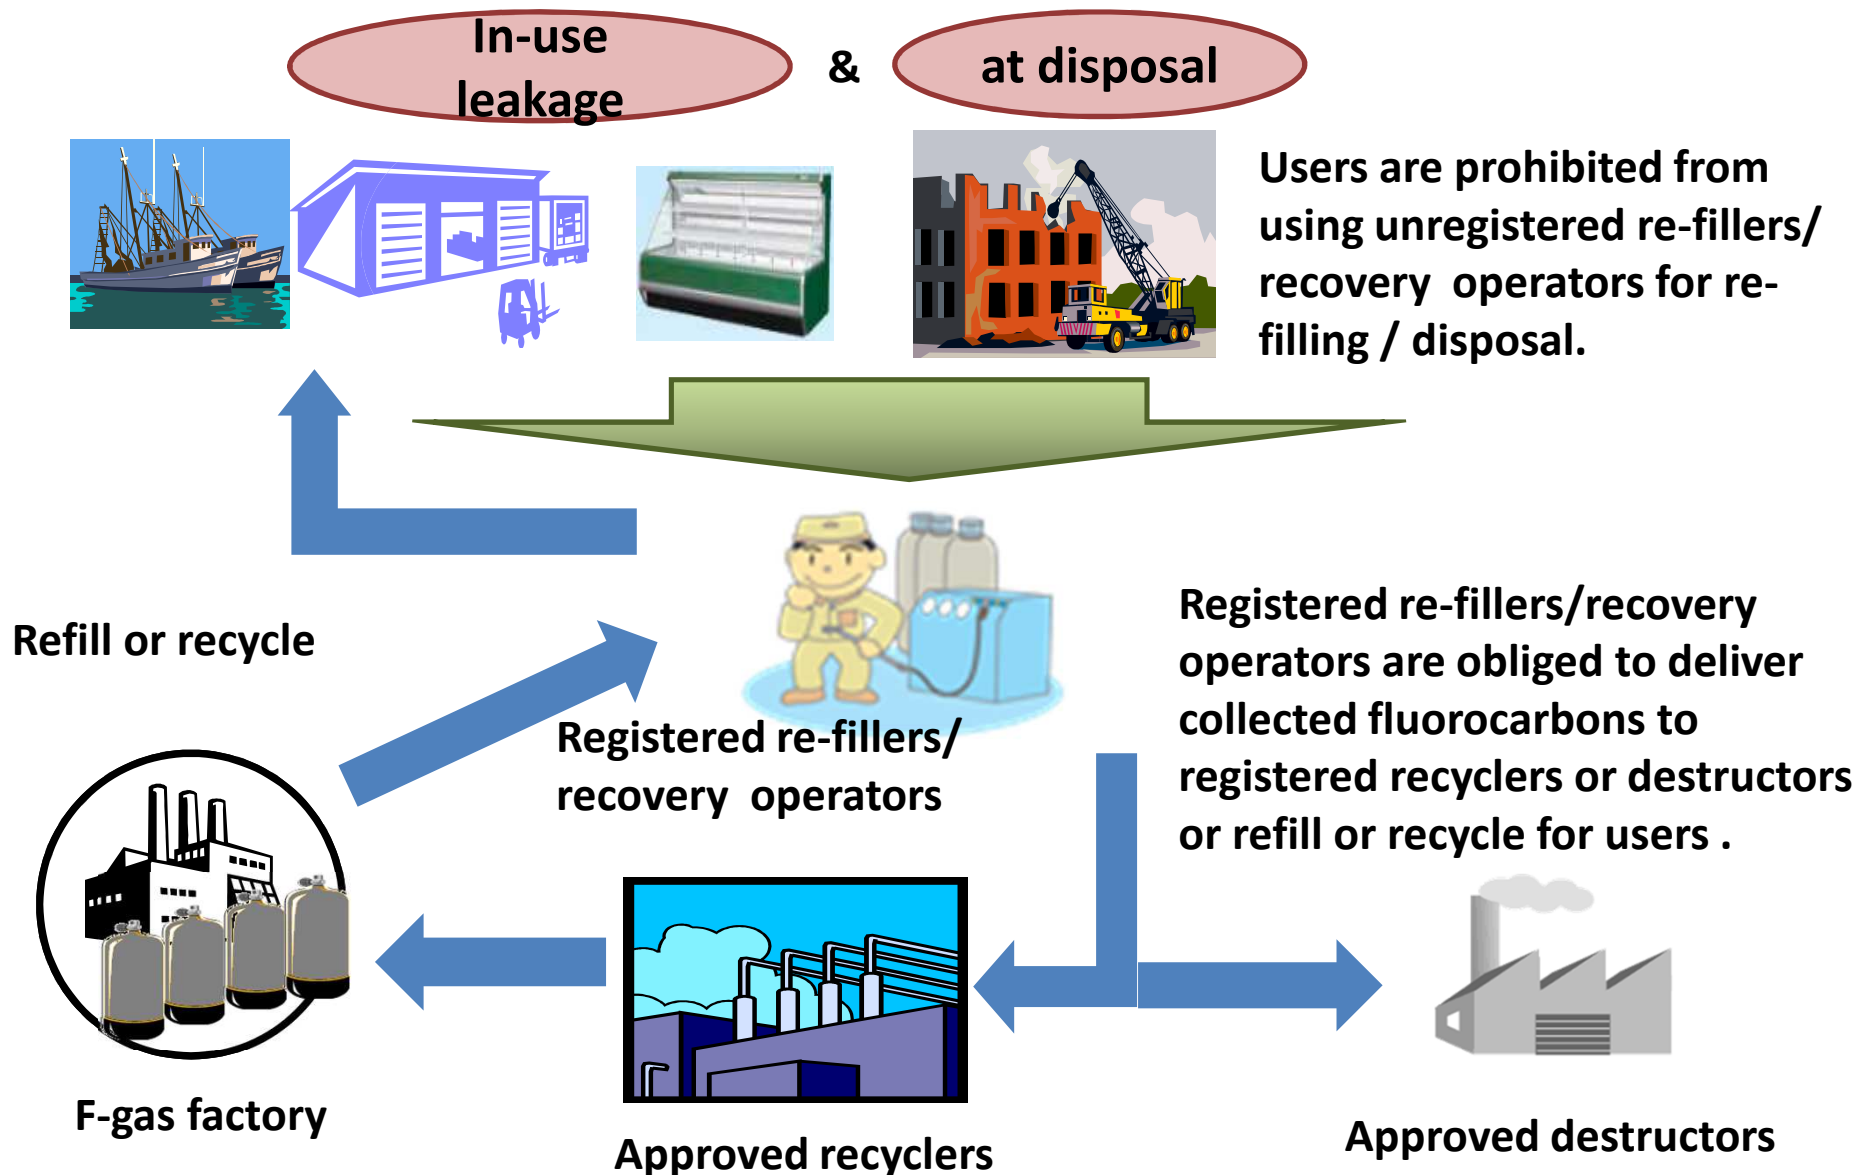 In-use
leakage
&
at disposal
Users are prohibited from
using unregistered re-fillers/
recovery operators for re-
filling / disposal.
Refill or recycle
Registered re-fillers/
recovery operators
Registered re-fillers/recovery
operators are obliged to deliver
collected fluorocarbons to
registered recyclers or destructors
or refill or recycle for users .
F-gas factory
Approved recyclers
Approved destructors